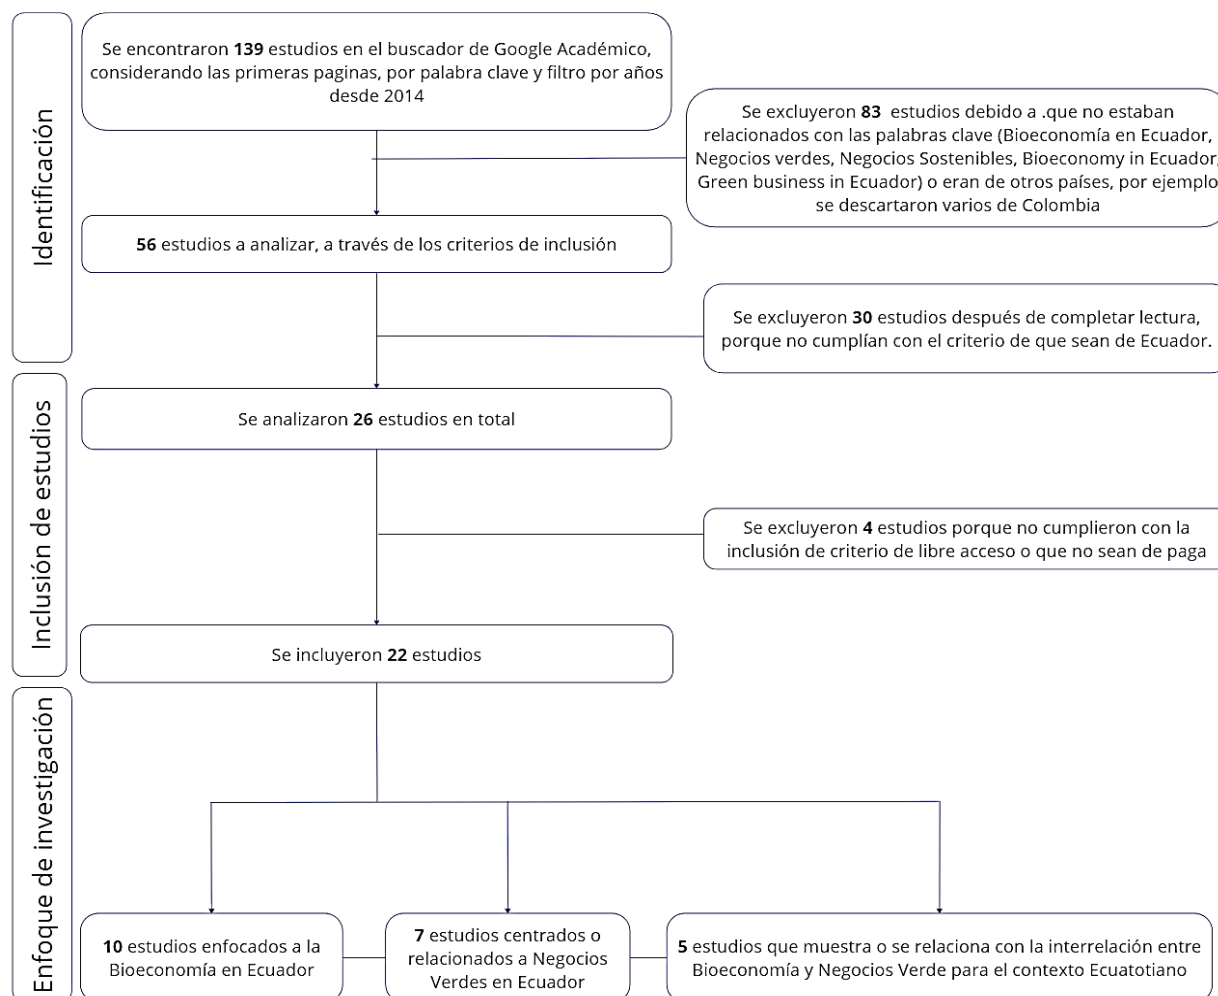 Identificación
Se encontraron 139 estudios en el buscador de Google Académico,
considerando las primeras paginas, por palabra clave y filtro por años
desde 2014
Se excluyeron 83 estudios debido a .que no estaban
relacionados con las palabras clave (Bioeconomía en Ecuador,
Negocios verdes, Negocios Sostenibles, Bioeconomy in Ecuador,
Green business in Ecuador) o eran de otros países, por ejemplo
se descartaron varios de Colombia
56 estudios a analizar, a través de los criterios de inclusión
Se excluyeron 30 estudios después de completar lectura,
porque no cumplían con el criterio de que sean de Ecuador.
Inclusión de estudios
Se analizaron 26 estudios en total
Se excluyeron 4 estudios porque no cumplieron con la
inclusión de criterio de libre acceso o que no sean de paga
Se incluyeron 22 estudios
Enfoque de investigación
10 estudios enfocados a la
Bioeconomía en Ecuador
7 estudios centrados o
relacionados a Negocios
Verdes en Ecuador
5 estudios que muestra o se relaciona con la interrelación entre
Bioeconomía y Negocios Verde para el contexto Ecuatotiano